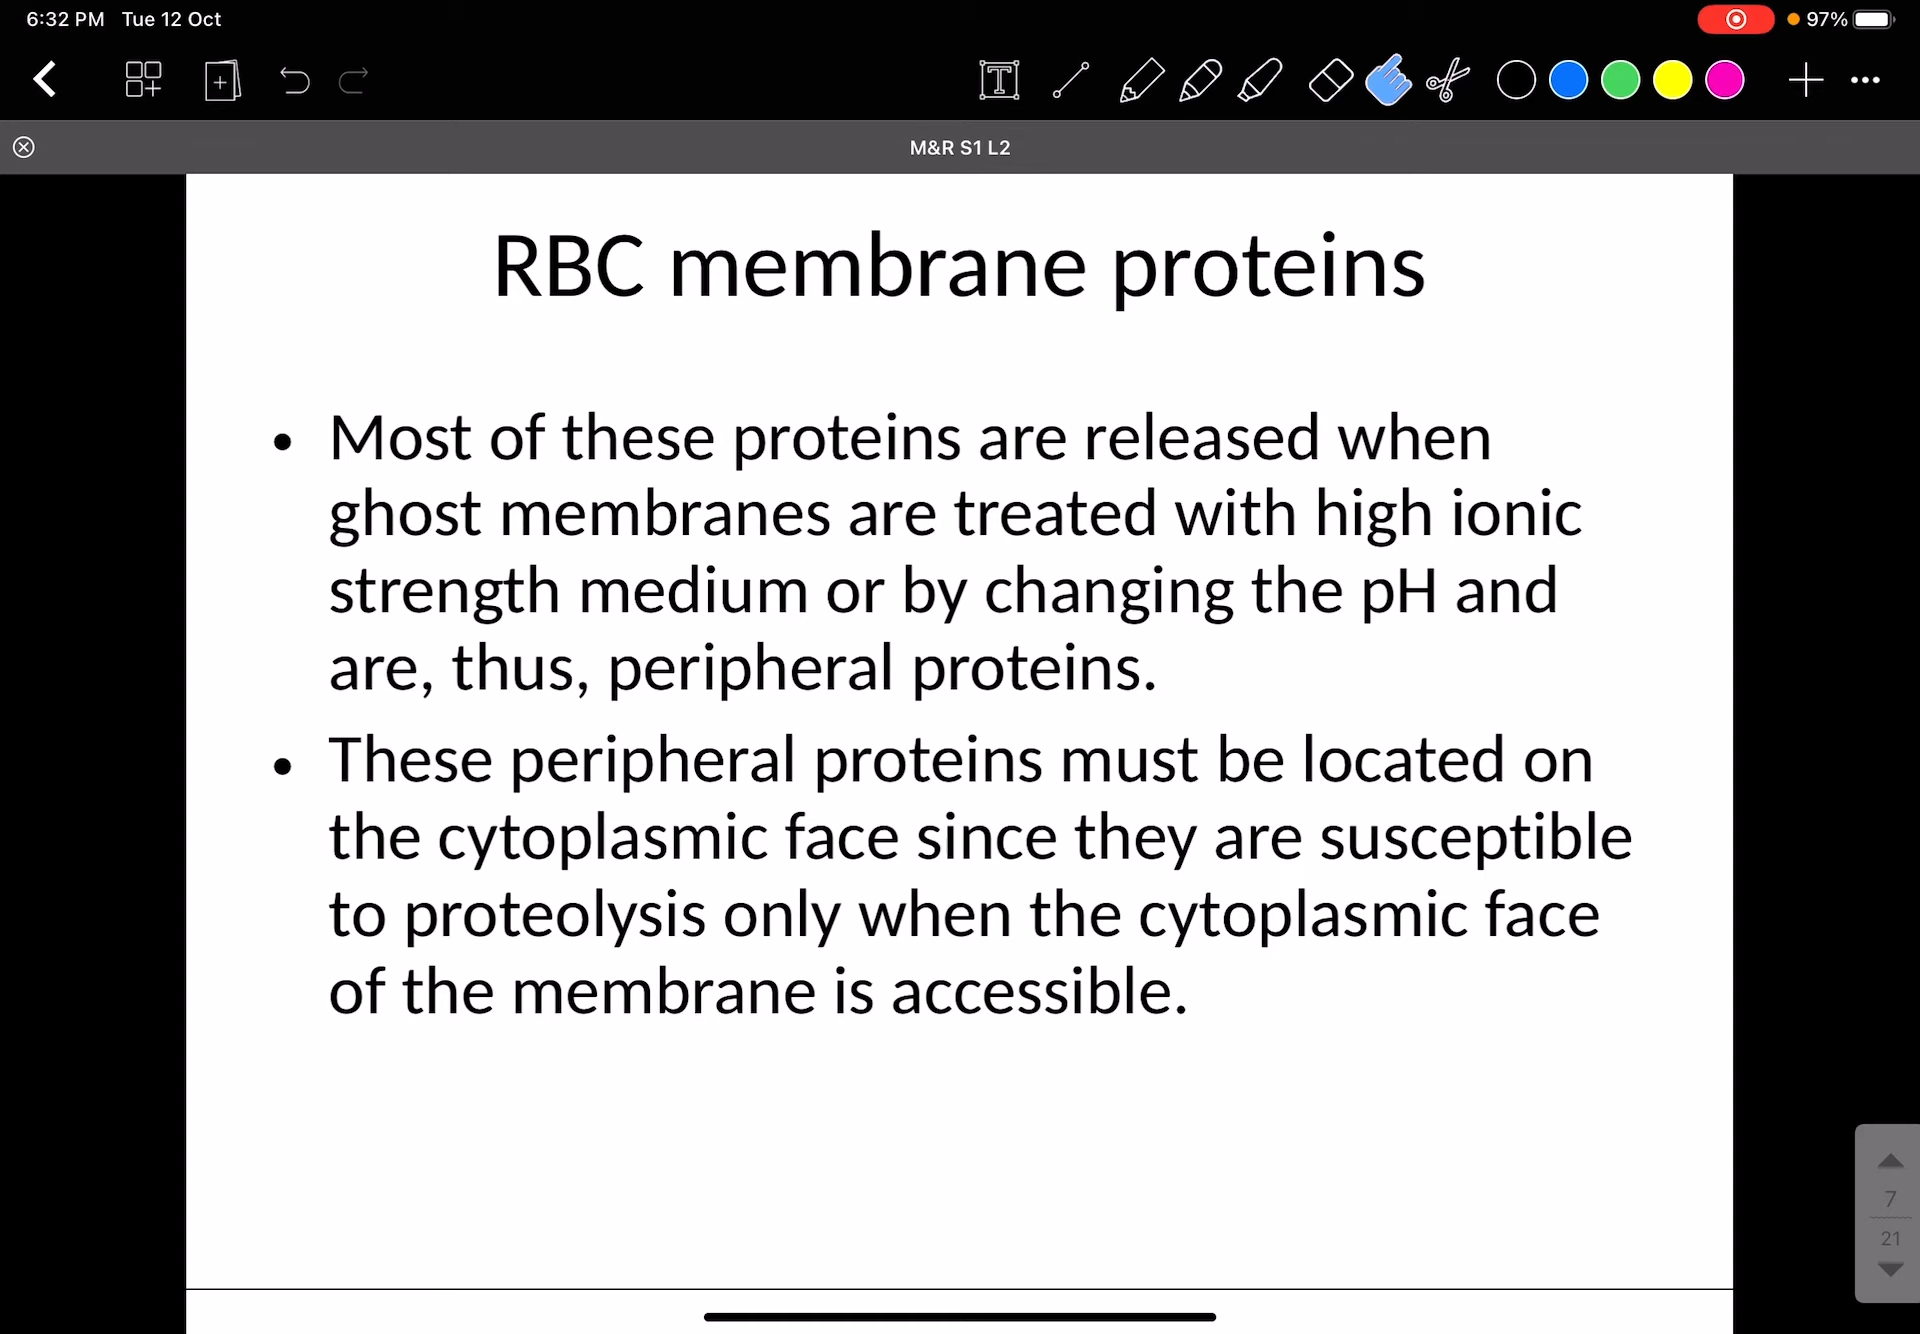 6:32 PM Tue 12 Oct
97%
T
M&R S1 L2
RBC membrane proteins
• Most of these proteins are released when
ghost membranes are treated with high ionic
strength medium or by changing the pH and
are, thus, peripheral proteins.
• These peripheral proteins must be located on
the cytoplasmic face since they are susceptible
to proteolysis only when the cytoplasmic face
of the membrane is accessible.
7
21